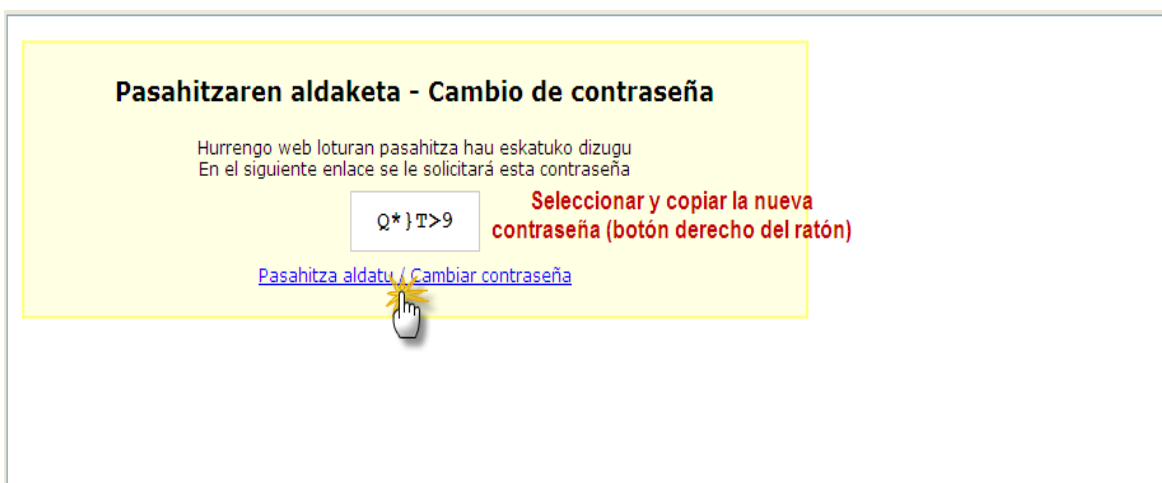 Pasahitzaren aldaketa - Cambio de contraseña
Hurrengo web loturan pasahitza hau eskatuko dizugu
En el siguiente enlace se le solicitará esta contraseña
Q*}T>9
Seleccionar y copiar la nueva
contraseña (botón derecho del ratón)
Pasahitza aldatu / Cambiar contraseña